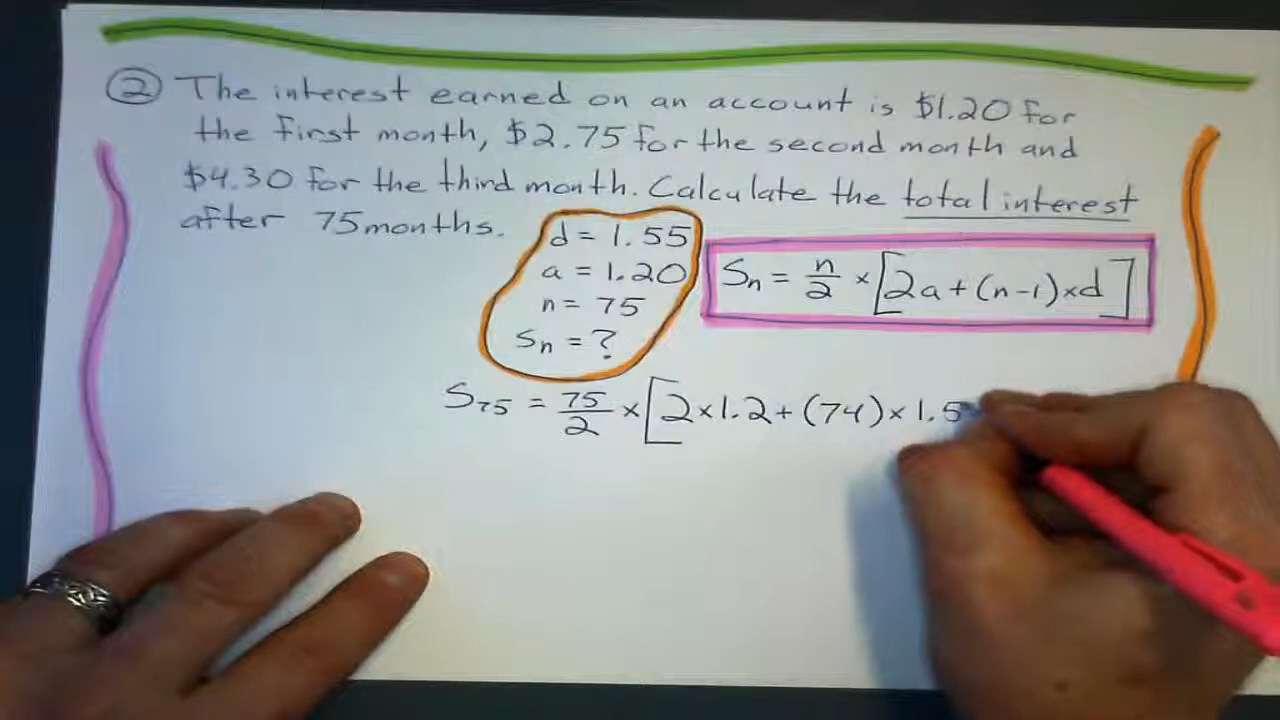 ② The interest earned on an account is $1.20 for
the first month, $2.75 for the second month and
$4.30 for the third month. Calculate the total interest
after 75 months.
d = 1.55
a = 1.20
n = 75
Sn = ?
Sn = n/2 × [2a + (n-1)×d]
S75 = 75/2 × [2×1.2 + (74)×1.5